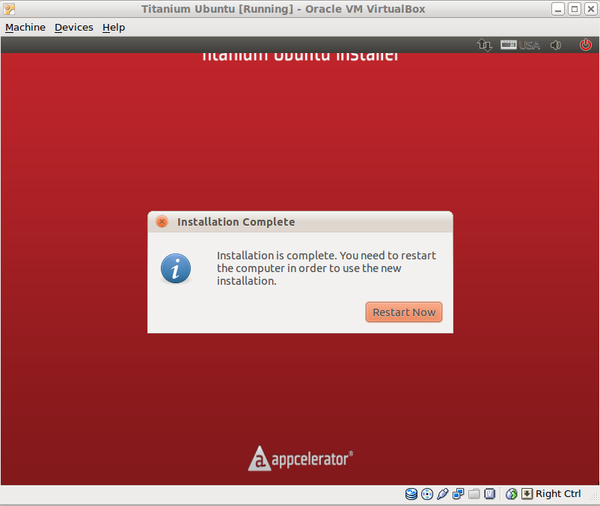 Titanium Ubuntu [Running] - Oracle VM VirtualBox
Machine Devices Help
USA
Titanium Ubuntu Installer
Installation Complete
Installation is complete. You need to restart
the computer in order to use the new
installation.
Restart Now
appcelerator®
Right Ctrl